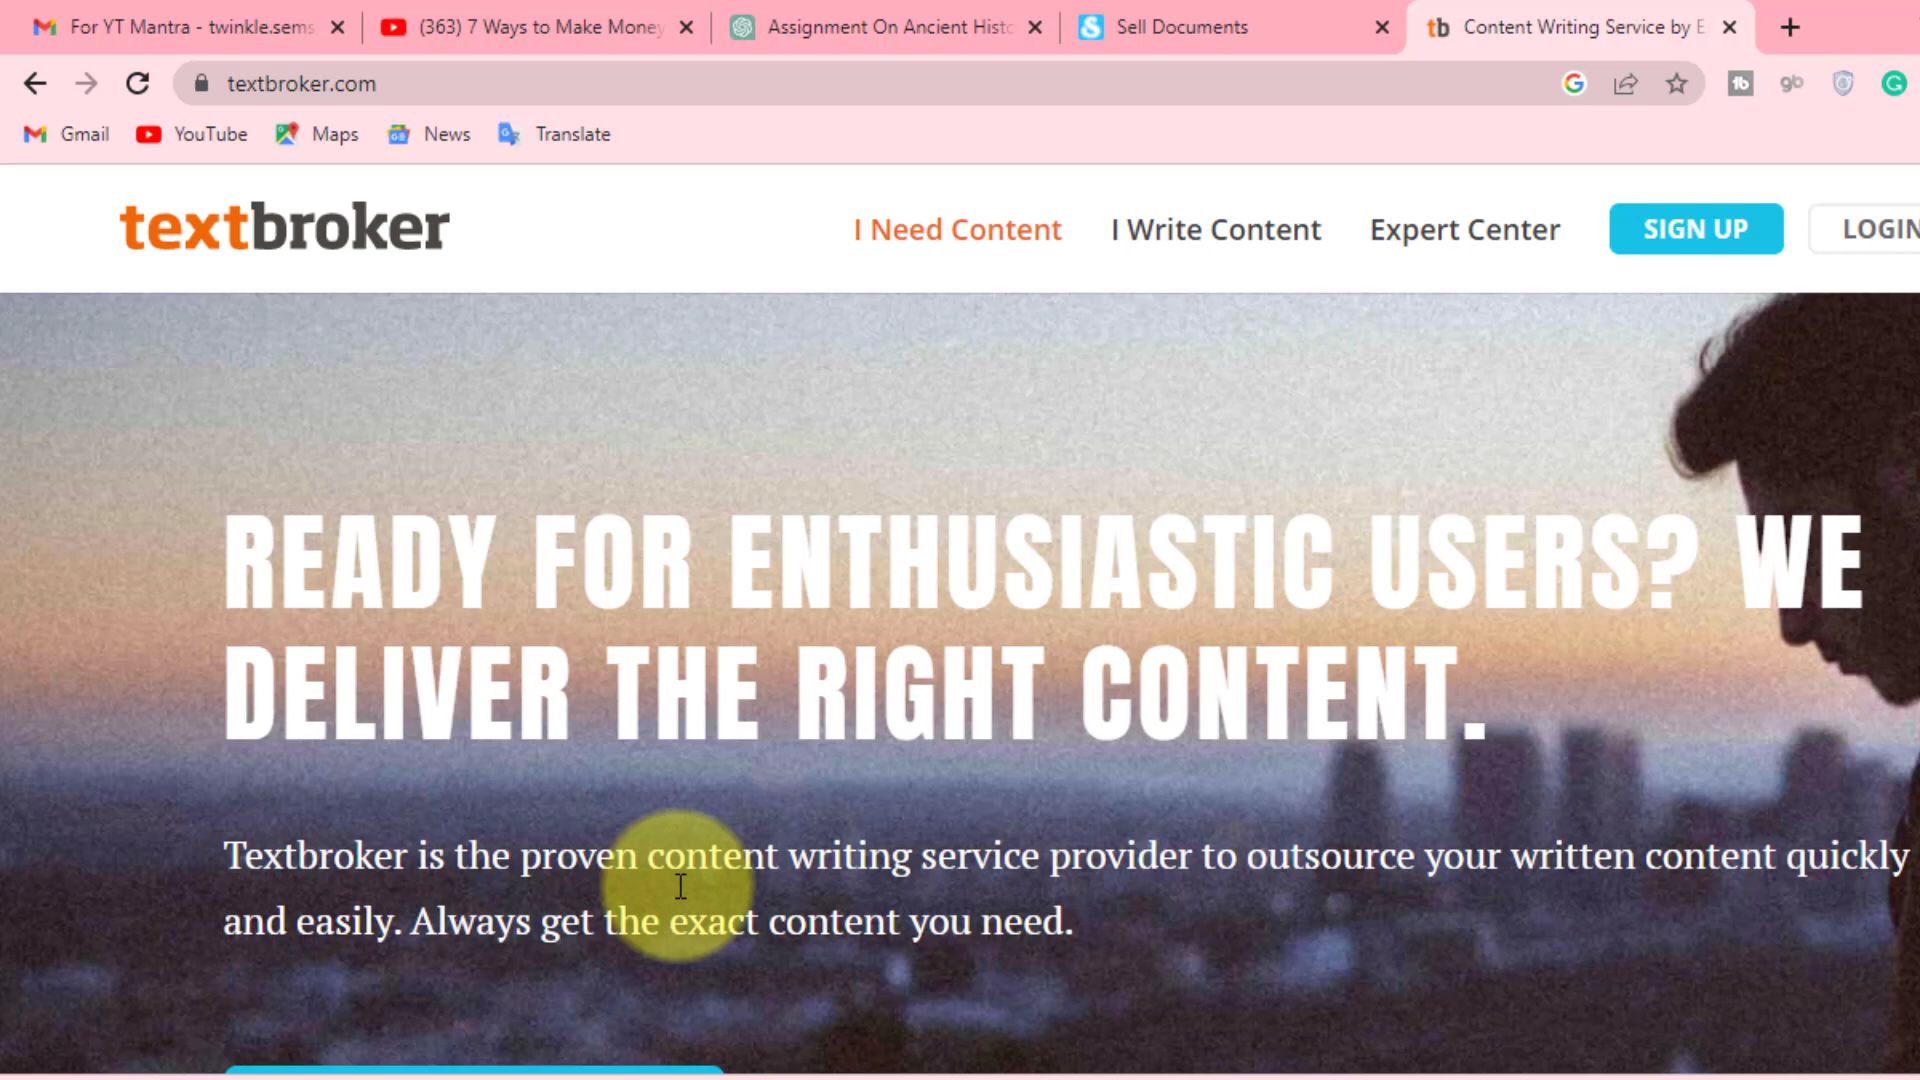 For YT Mantra - twinkle.sems
(363) 7 Ways to Make Money
Assignment On Ancient Histo
Sell Documents
tb Content Writing Service by E
textbroker.com
Gmail
YouTube
Maps
News
Translate
textbroker
I Need Content
I Write Content
Expert Center
SIGN UP
LOGIN
READY FOR ENTHUSIASTIC USERS? WE
DELIVER THE RIGHT CONTENT.
Textbroker is the proven content writing service provider to outsource your written content quickly
and easily. Always get the exact content you need.